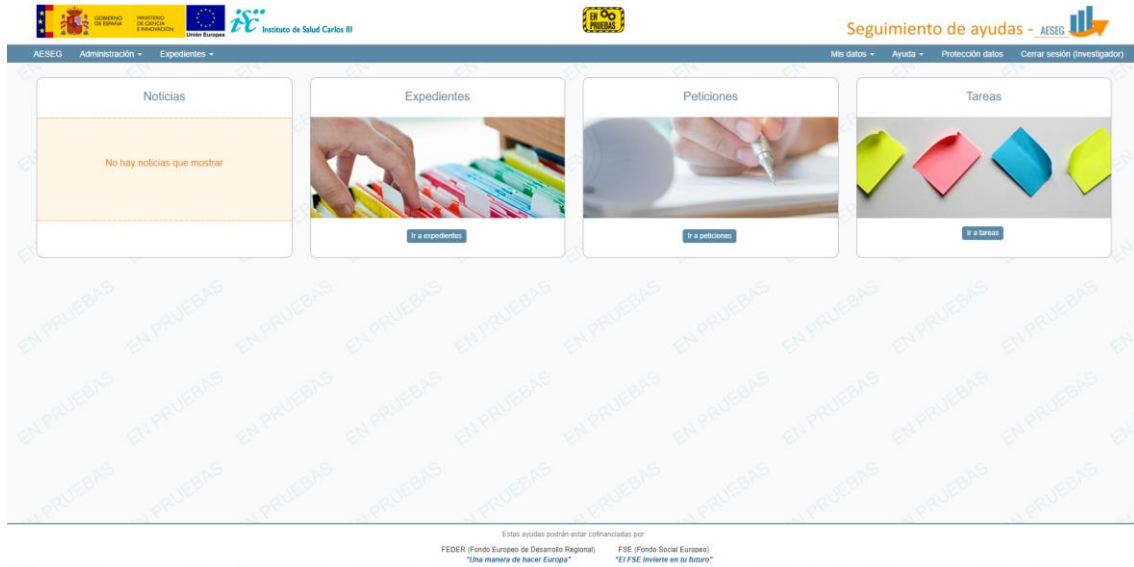 GOBIERNO DE ESPAÑA
MINISTERIO DE CIENCIA E INNOVACIÓN
Unión Europea
isc Instituto de Salud Carlos III
EN PRUEBAS
Seguimiento de ayudas - AESEG
AESEG Administración Expedientes Mis datos Ayuda Protección datos Cerrar sesión (Investigador)
Noticias
No hay noticias que mostrar
Expedientes
Ir a expedientes
Peticiones
Ir a peticiones
Tareas
Ir a tareas
EN PRUEBAS
Estas ayudas podrán estar cofinanciadas por:
FEDER (Fondo Europeo de Desarrollo Regional) FSE (Fondo Social Europeo)
"Una manera de hacer Europa" "El FSE invierte en tu futuro"